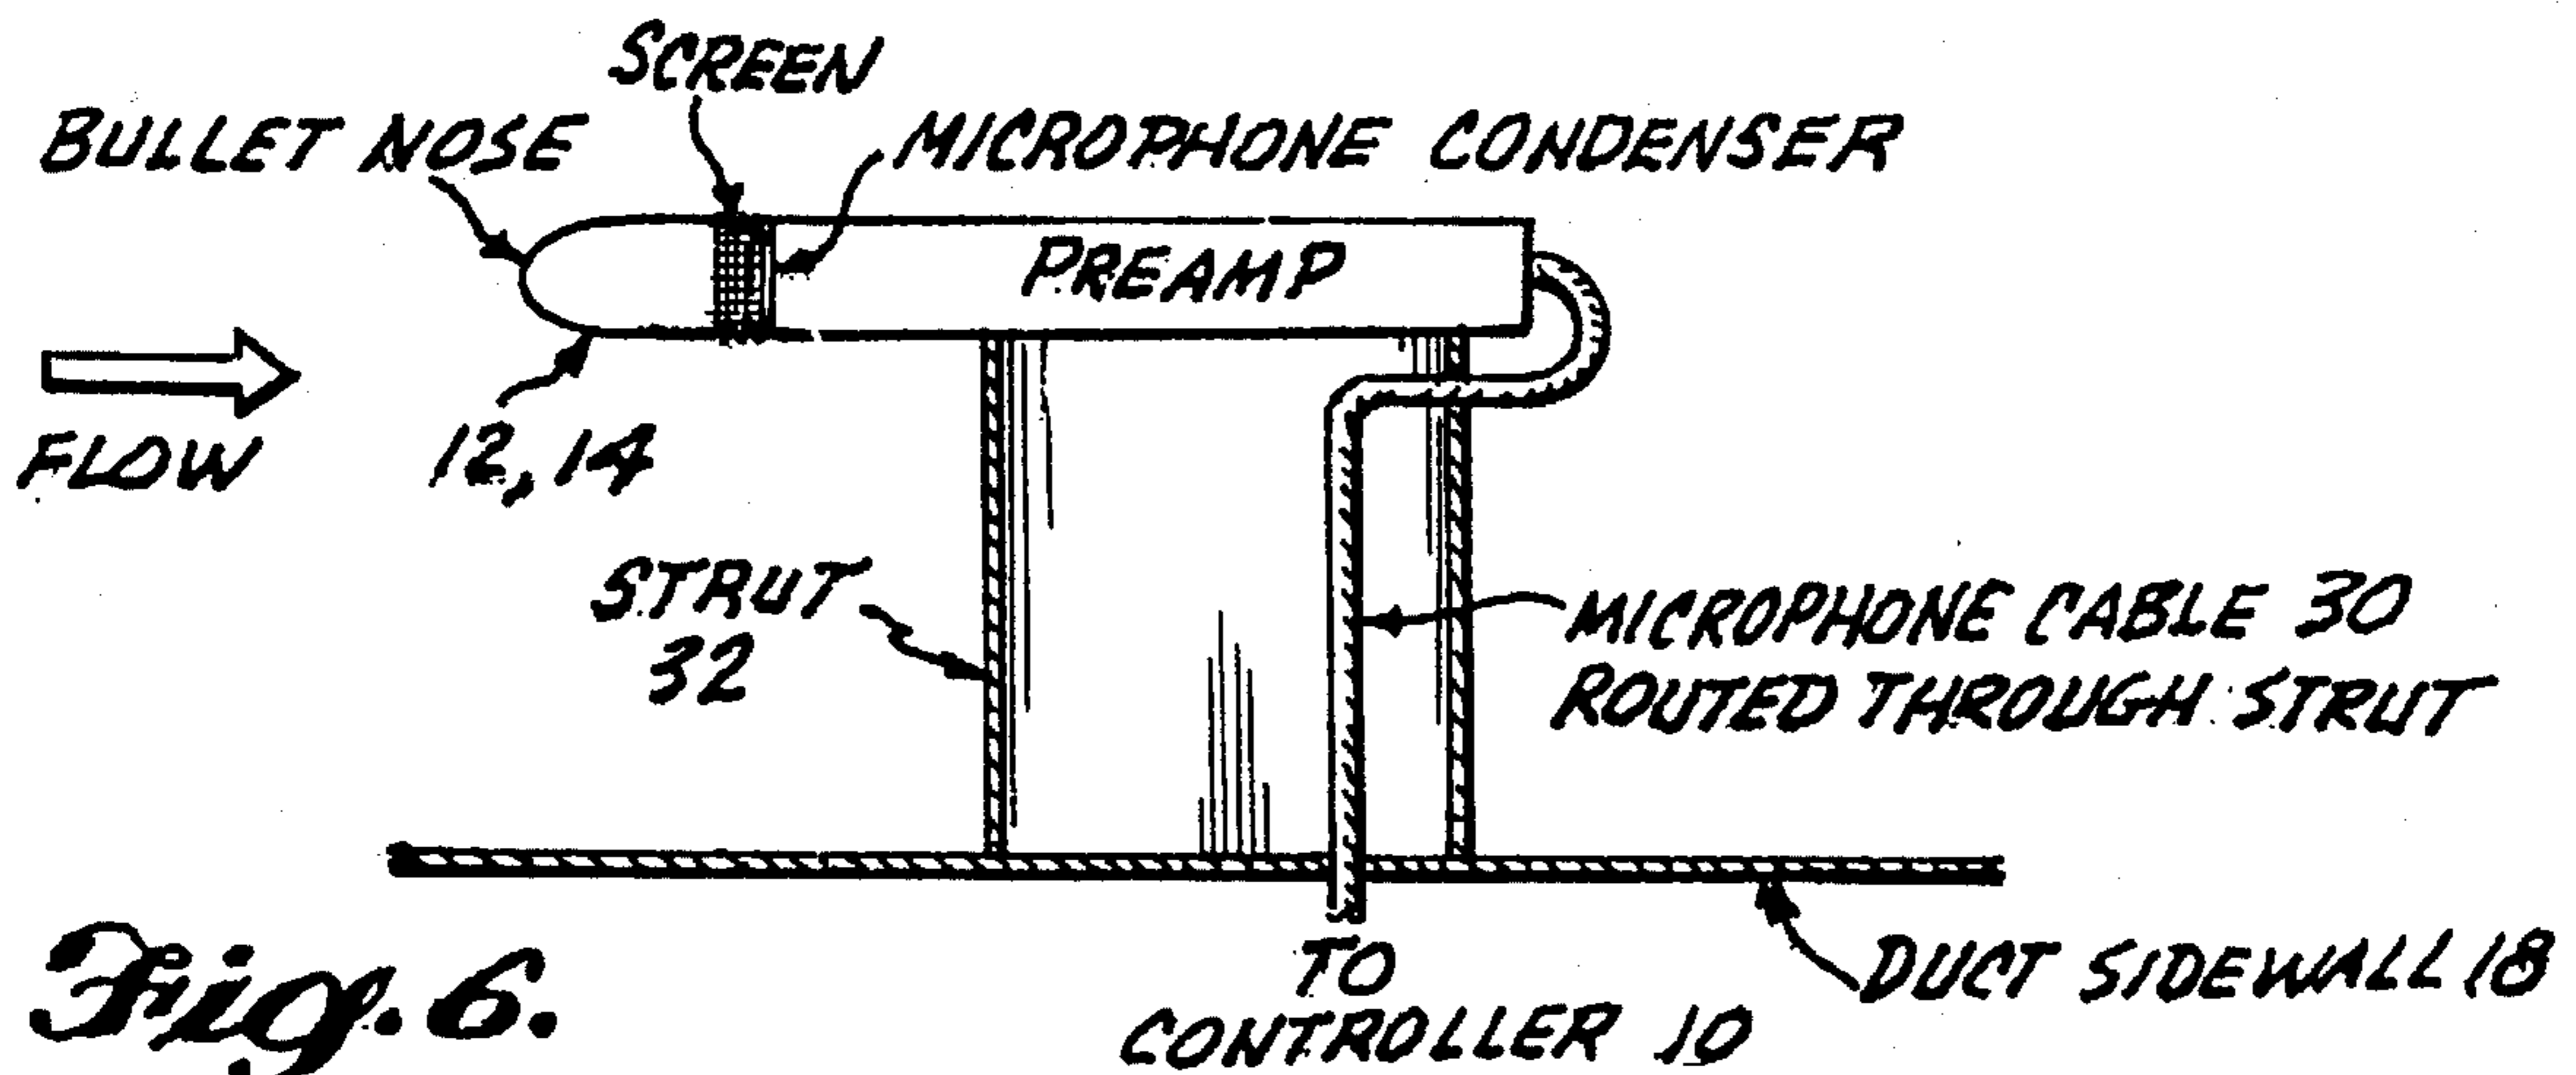 SCREEN
BULLET NOSE
MICROPHONE CONDENSER
PREAMP
FLOW
12, 14
STRUT
32
MICROPHONE CABLE 30
ROUTED THROUGH STRUT
TO
CONTROLLER 10
DUCT SIDEWALL 18
Fig. 6.